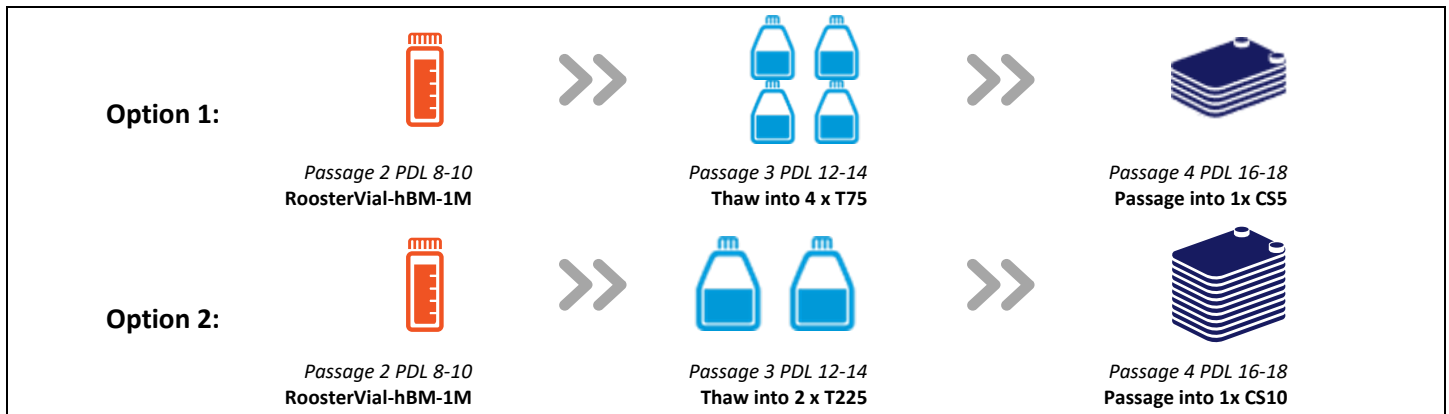 Option 1:
Passage 2 PDL 8-10
RoosterVial-hBM-1M
Passage 3 PDL 12-14
Thaw into 4 x T75
Passage 4 PDL 16-18
Passage into 1x CS5
Option 2:
Passage 2 PDL 8-10
RoosterVial-hBM-1M
Passage 3 PDL 12-14
Thaw into 2 x T225
Passage 4 PDL 16-18
Passage into 1x CS10